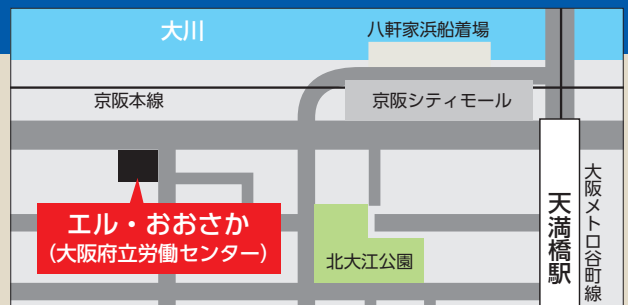 大川
八軒家浜船着場
京阪本線
京阪シティモール
エル・おおさか
（大阪府立労働センター）
北大江公園
天満橋駅
大阪メトロ谷町線